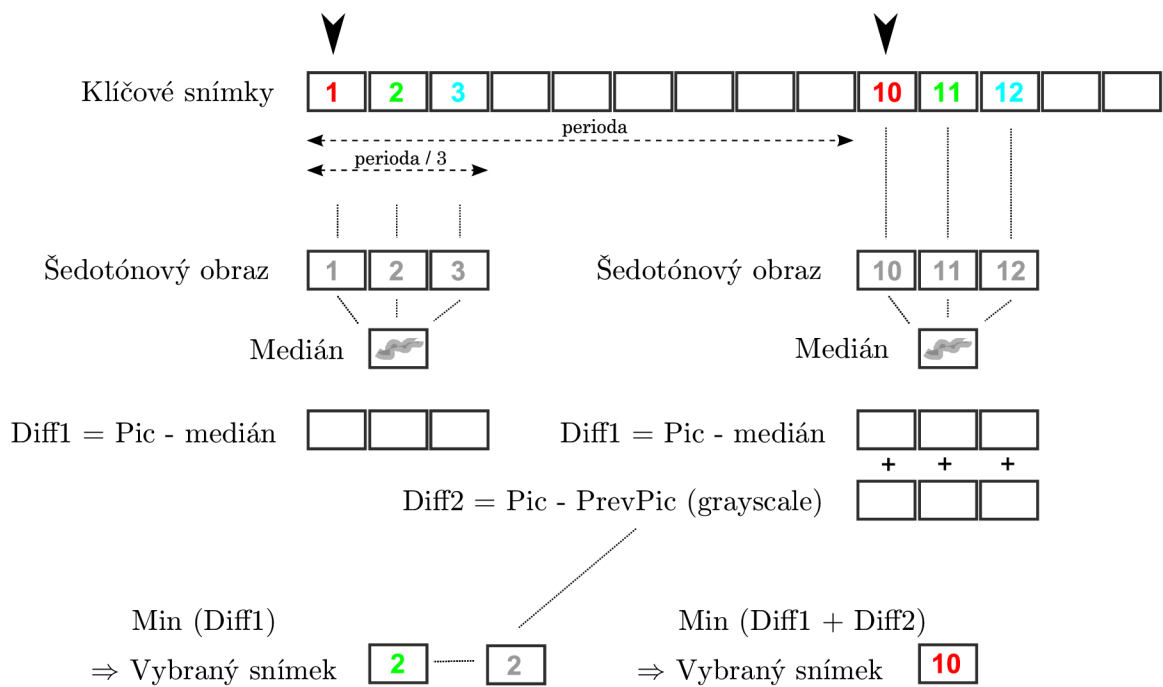 Klíčové snímky 1 2 3 10 11 12
perioda
perioda / 3
Šedotónový obraz 1 2 3 Šedotónový obraz 10 11 12
Medián Medián
Diff1 = Pic - medián Diff1 = Pic - medián
+ + +
Diff2 = Pic - PrevPic (grayscale)
Min (Diff1) Min (Diff1 + Diff2)
⇒ Vybraný snímek 2 2 ⇒ Vybraný snímek 10